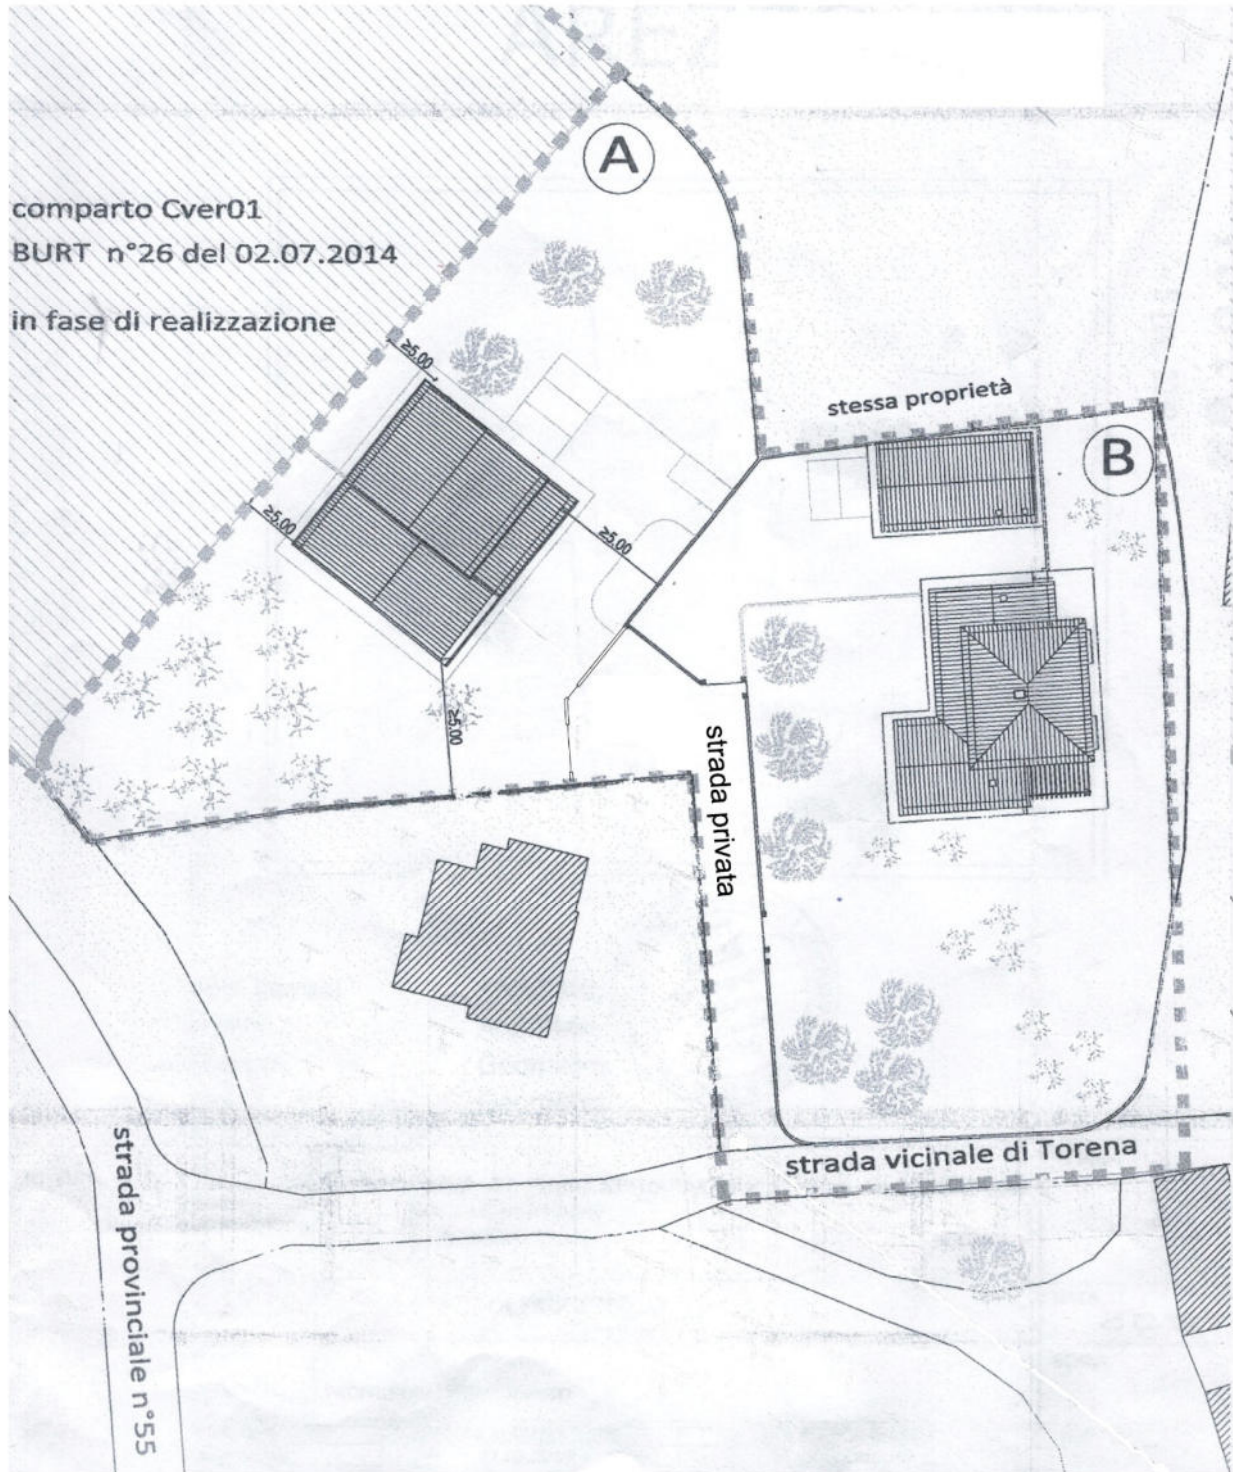 A
comparto Cver01
BURT n°26 del 02.07.2014
in fase di realizzazione
≥5.00
stessa proprietà
B
≥5.00
≥5.00
≥5.00
strada privata
strada vicinale di Torena
strada provinciale n°55